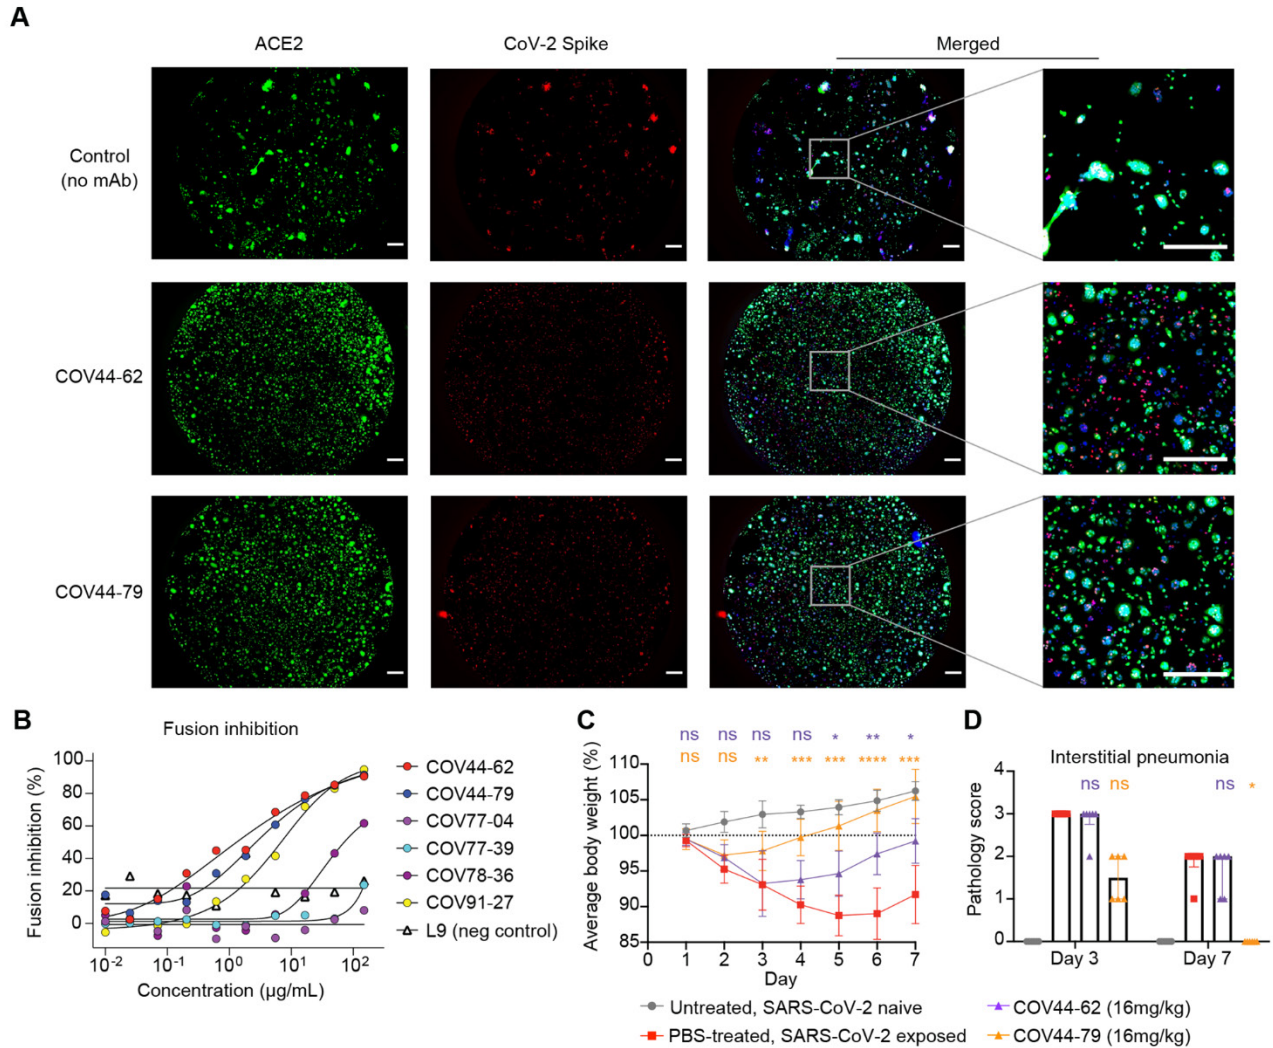 A
ACE2
CoV-2 Spike
Merged
Control
(no mAb)
COV44-62
COV44-79
B
Fusion inhibition
Fusion inhibition (%)
100
80
60
40
20
0
10⁻²
10⁻¹
10⁰
10¹
10²
Concentration (µg/mL)
COV44-62
COV44-79
COV77-04
COV77-39
COV78-36
COV91-27
L9 (neg control)
C
ns ns ns ns * ** *
ns ns ** *** *** **** ***
Average body weight (%)
110
105
100
95
90
85
0 1 2 3 4 5 6 7
Day
D
Interstitial pneumonia
Pathology score
4
3
2
1
0
ns ns ns *
Day 3 Day 7
Untreated, SARS-CoV-2 naive
PBS-treated, SARS-CoV-2 exposed
COV44-62 (16mg/kg)
COV44-79 (16mg/kg)